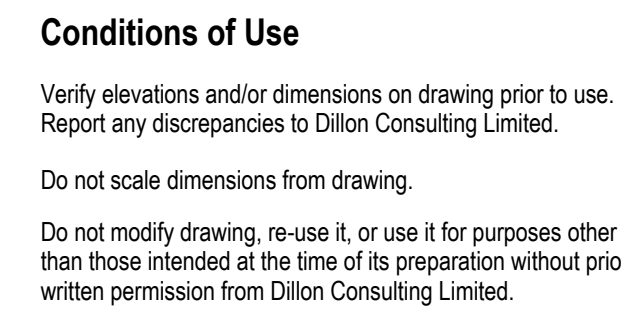 Conditions of Use
Verify elevations and/or dimensions on drawing prior to use.
Report any discrepancies to Dillon Consulting Limited.
Do not scale dimensions from drawing.
Do not modify drawing, re-use it, or use it for purposes other
than those intended at the time of its preparation without prio
written permission from Dillon Consulting Limited.